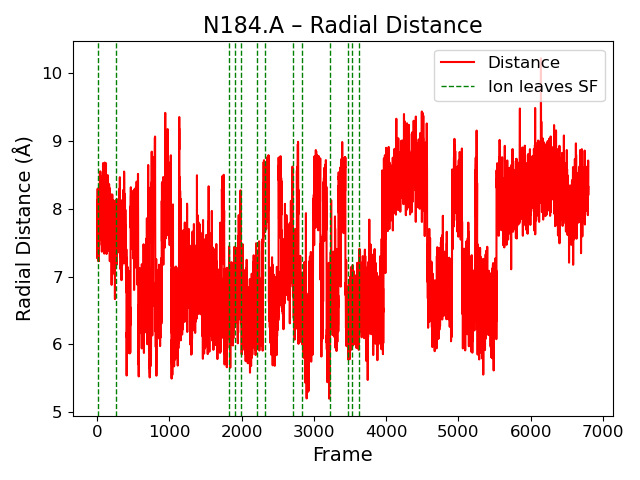 N184.A – Radial Distance
Distance
Ion leaves SF
Radial Distance (Å)
10
9
8
7
6
5
0 1000 2000 3000 4000 5000 6000 7000
Frame